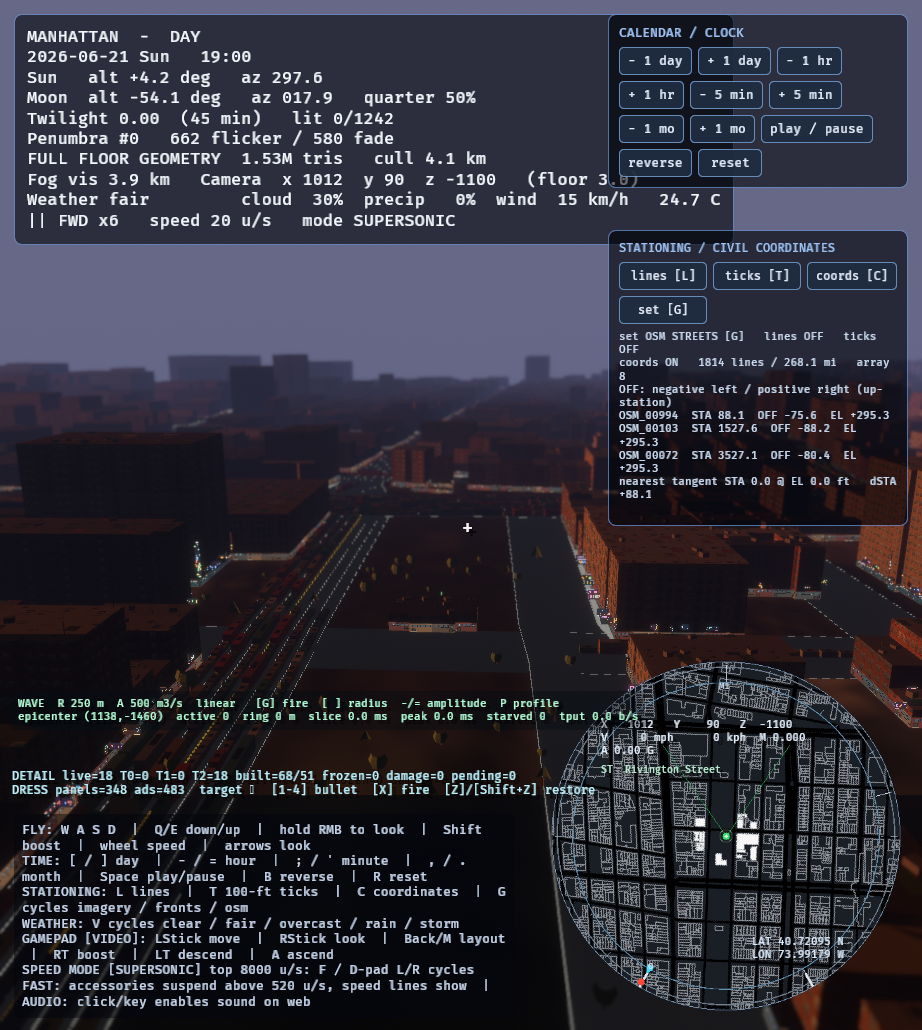 MANHATTAN  -  DAY
2026-06-21 Sun   19:00
Sun   alt +4.2 deg   az 297.6
Moon  alt -54.1 deg   az 017.9   quarter 50%
Twilight 0.00  (45 min)   lit 0/1242
Penumbra #0   662 flicker / 580 fade
FULL FLOOR GEOMETRY  1.53M tris   cull 4.1 km
Fog vis 3.9 km   Camera  x 1012  y 90  z -1100   (floor 3.0)
Weather fair         cloud  30%  precip   0%  wind  15 km/h   24.7 C
|| FWD x6   speed 20 u/s   mode SUPERSONIC
CALENDAR / CLOCK
- 1 day   + 1 day   - 1 hr
+ 1 hr   - 5 min   + 5 min
- 1 mo   + 1 mo   play / pause
reverse   reset
STATIONING / CIVIL COORDINATES
lines [L]   ticks [T]   coords [C]
set [G]
set OSM STREETS [G]   lines OFF   ticks
OFF
coords ON   1814 lines / 268.1 mi   array
8
OFF: negative left / positive right (up-
station)
OSM_00994  STA 88.1  OFF -75.6  EL +295.3
OSM_00103  STA 1527.6  OFF -88.2  EL
+295.3
OSM_00072  STA 3527.1  OFF -80.4  EL
+295.3
nearest tangent STA 0.0 @ EL 0.0 ft   dSTA
+88.1
WAVE  R 250 m  A 500 m3/s  linear   [G] fire  [ ] radius  -/= amplitude  P profile
epicenter (1138,-1460)  active 0  ring 0 m  slice 0.0 ms  peak 0.0 ms  starved 0  tput 0.0 b/s
X   1012   Y    90   Z  -1100
V     0 mph      0 kph  M 0.000
A 0.00 G
ST  Rivington Street
DETAIL live=18 T0=0 T1=0 T2=18 built=68/51 frozen=0 damage=0 pending=0
DRESS panels=348 ads=483  target   [1-4] bullet  [X] fire  [Z]/[Shift+Z] restore
FLY: W A S D  |  Q/E down/up  |  hold RMB to look  |  Shift
boost  |  wheel speed  |  arrows look
TIME: [ / ] day  |  - / = hour  |  ; / ' minute  |  , / .
month  |  Space play/pause  |  B reverse  |  R reset
STATIONING: L lines  |  T 100-ft ticks  |  C coordinates  |  G
cycles imagery / fronts / osm
WEATHER: V cycles clear / fair / overcast / rain / storm
GAMEPAD [VIDEO]: LStick move  |  RStick look  |  Back/M layout
|  RT boost  |  LT descend  |  A ascend
SPEED MODE [SUPERSONIC] top 8000 u/s: F / D-pad L/R cycles
FAST: accessories suspend above 520 u/s, speed lines show  |
AUDIO: click/key enables sound on web
LAT 40.72095 N
LON 73.99179 W